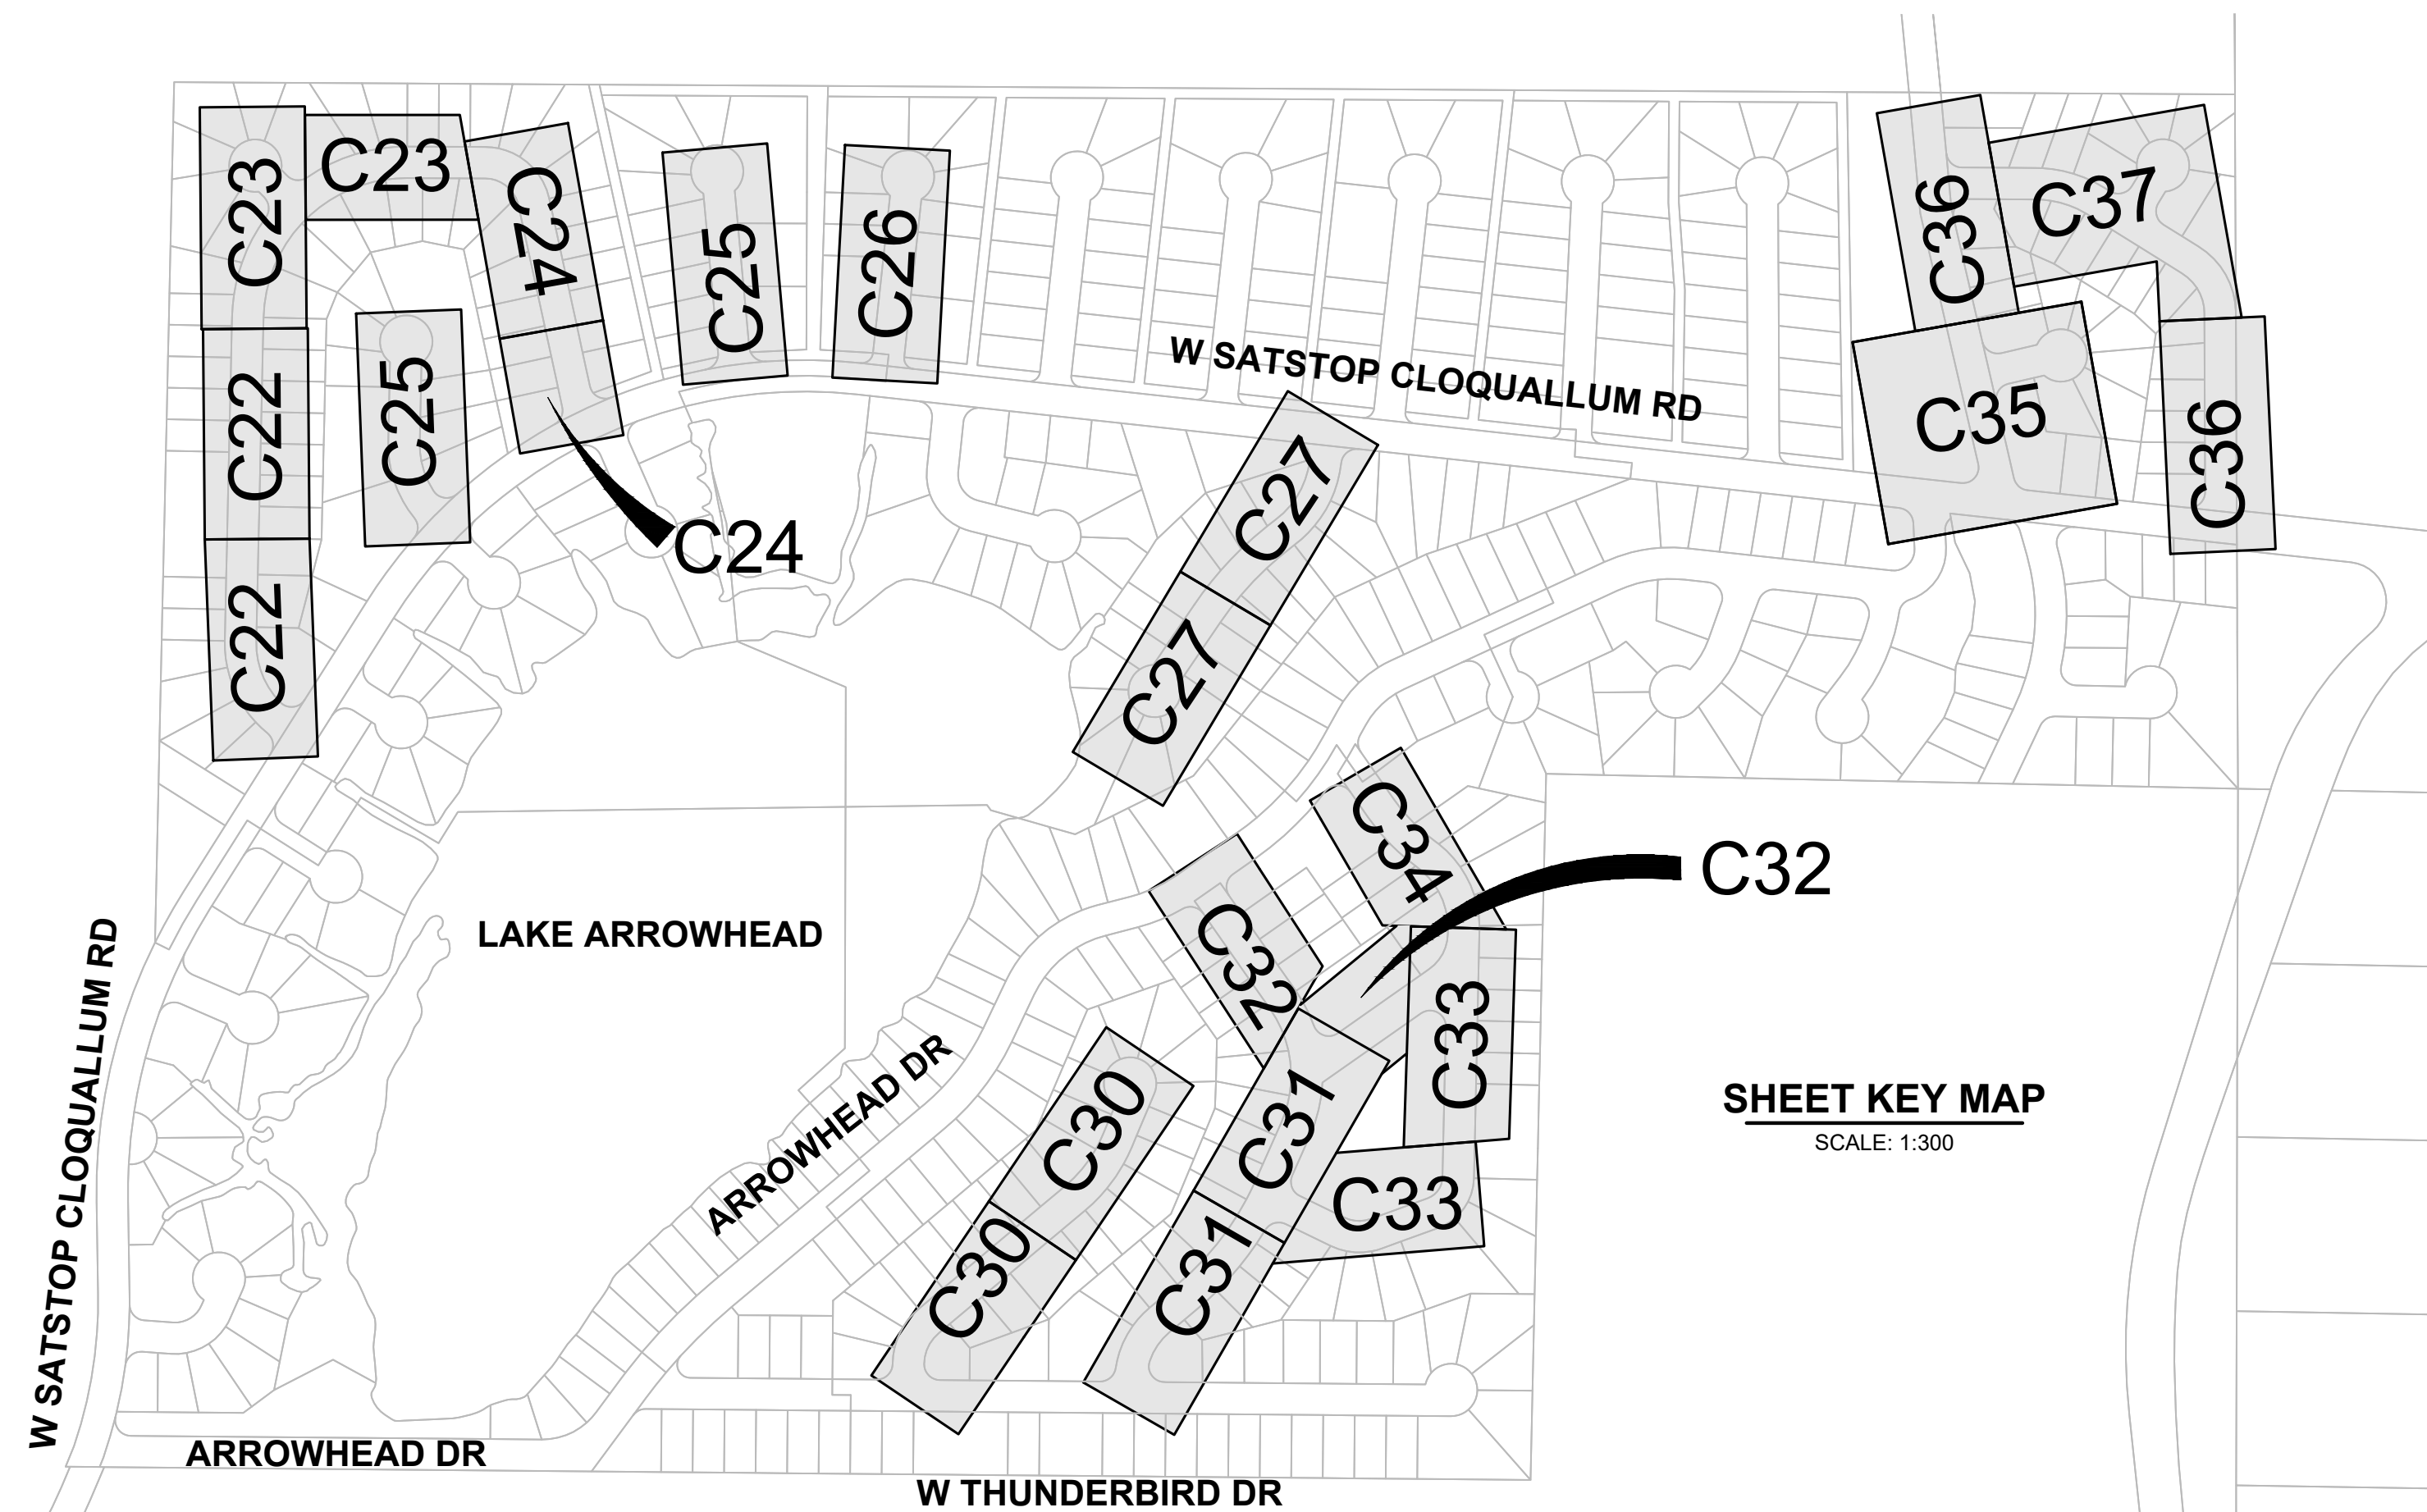 C23
C23
C24
C25
C26
C36
C37
C22
C25
W SATSTOP CLOQUALLUM RD
C35
C36
C24
C27
C27
C22
C34
C32
LAKE ARROWHEAD
C32
C33
W SATSTOP CLOQUALLUM RD
ARROWHEAD DR
C30
C31
SHEET KEY MAP
SCALE: 1:300
C33
C30
C31
ARROWHEAD DR
W THUNDERBIRD DR